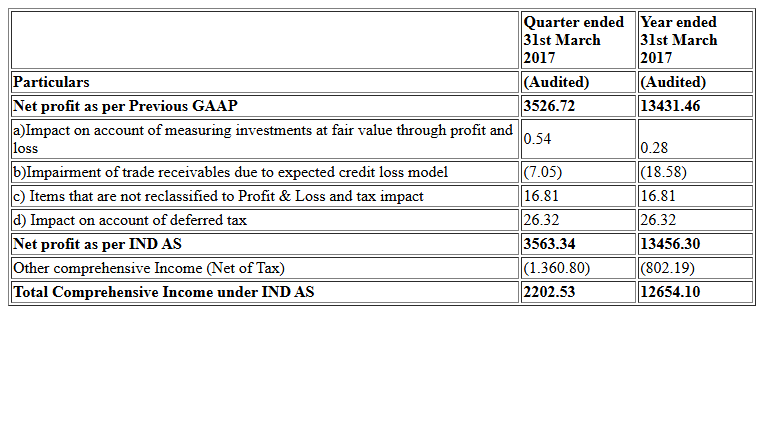 Quarter ended Year ended
31st March 31st March
2017 2017
Particulars (Audited) (Audited)
Net profit as per Previous GAAP 3526.72 13431.46
a)Impact on account of measuring investments at fair value through profit and
loss 0.54 0.28
b)Impairment of trade receivables due to expected credit loss model (7.05) (18.58)
c) Items that are not reclassified to Profit & Loss and tax impact 16.81 16.81
d) Impact on account of deferred tax 26.32 26.32
Net profit as per IND AS 3563.34 13456.30
Other comprehensive Income (Net of Tax) (1.360.80) (802.19)
Total Comprehensive Income under IND AS 2202.53 12654.10